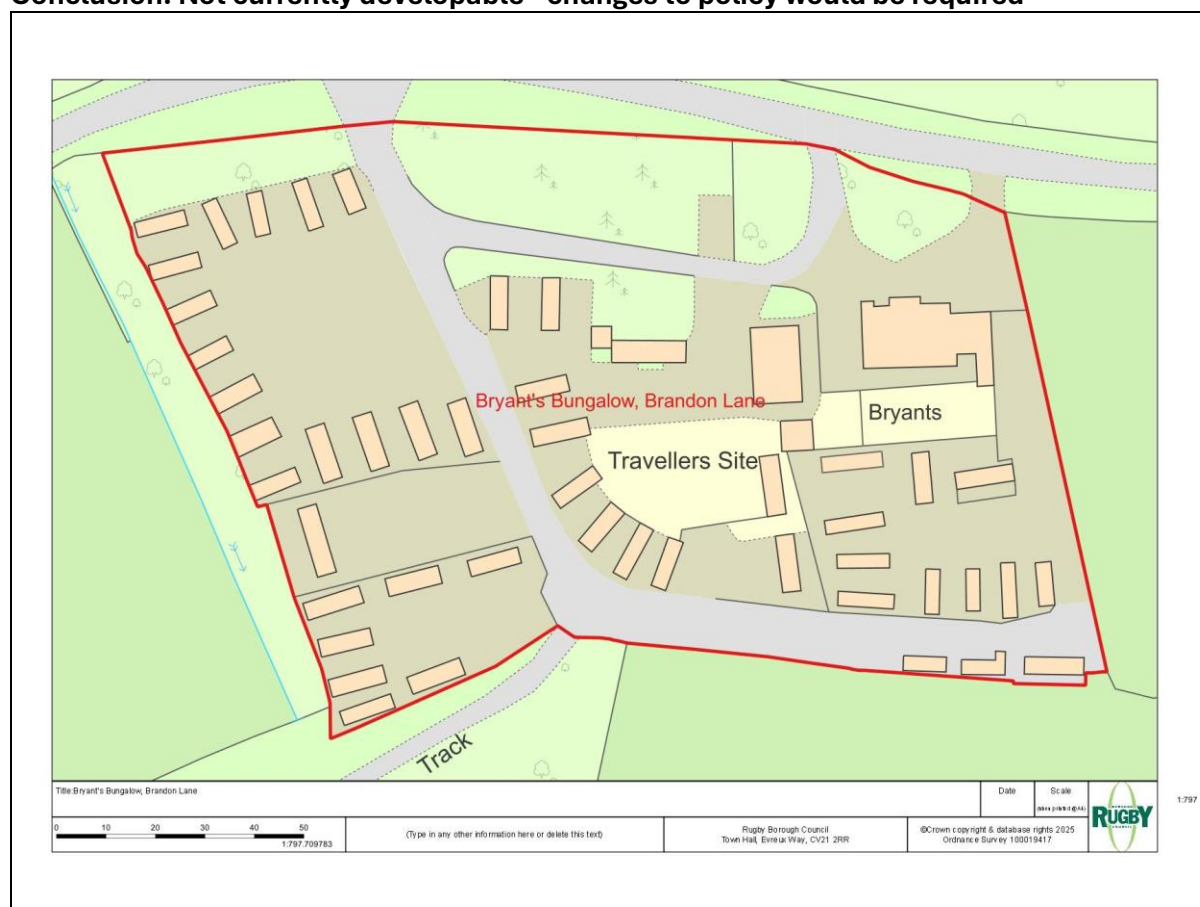 Conclusion: Not currently developable - changes to policy would be required
Bryant's Bungalow, Brandon Lane
Bryants
Travellers Site
Track
Title:Bryant's Bungalow, Brandon Lane
Date
Scale
(when printed @A4)
1:797
0 10 20 30 40 50
1:797.709783
(Type in any other information here or delete this text)
Rugby Borough Council
Town Hall, Evreux Way, CV21 2RR
©Crown copyright & database rights 2025
Ordnance Survey 100019417
RUGBY